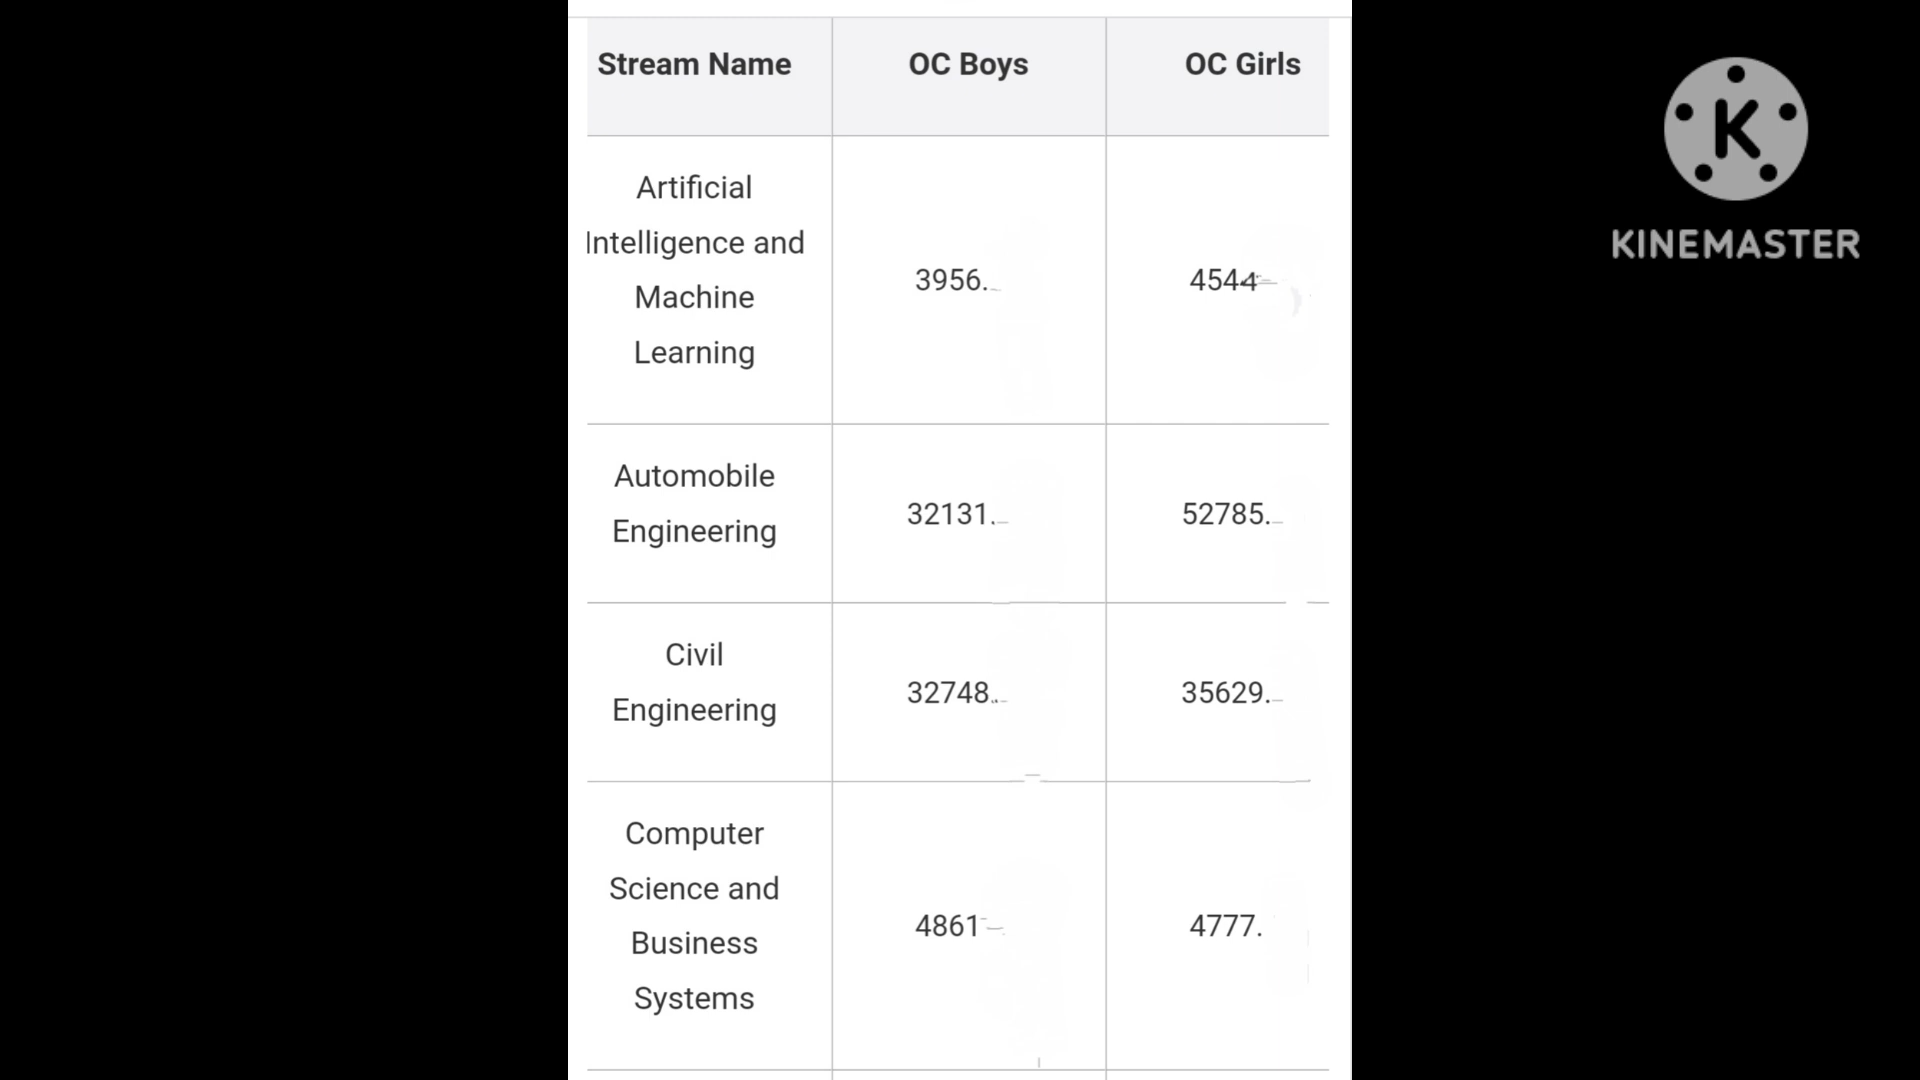 Stream Name OC Boys OC Girls
Artificial
Intelligence and
Machine
Learning
3956. 4544
Automobile
Engineering
32131. 52785.
Civil
Engineering
32748. 35629.
Computer
Science and
Business
Systems
4861 4777.
K
KINEMASTER